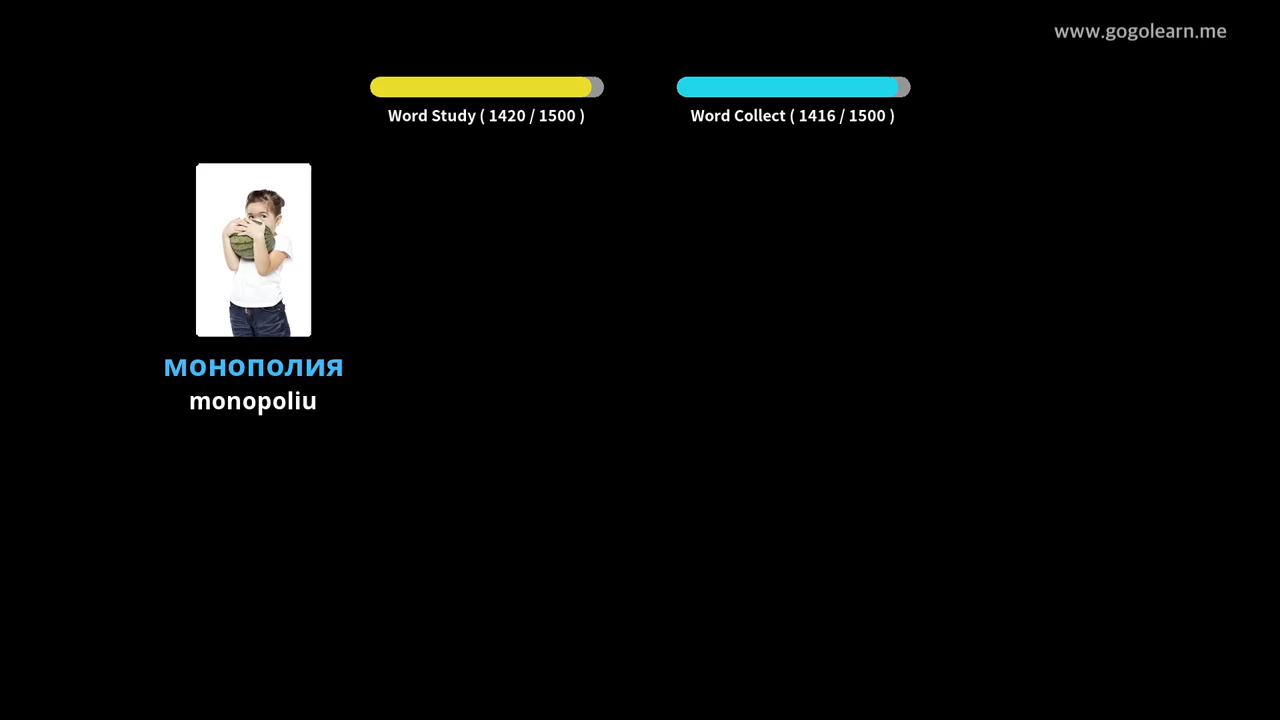 www.gogolearn.me
Word Study ( 1420 / 1500 )
Word Collect ( 1416 / 1500 )
монополия
monopoliu